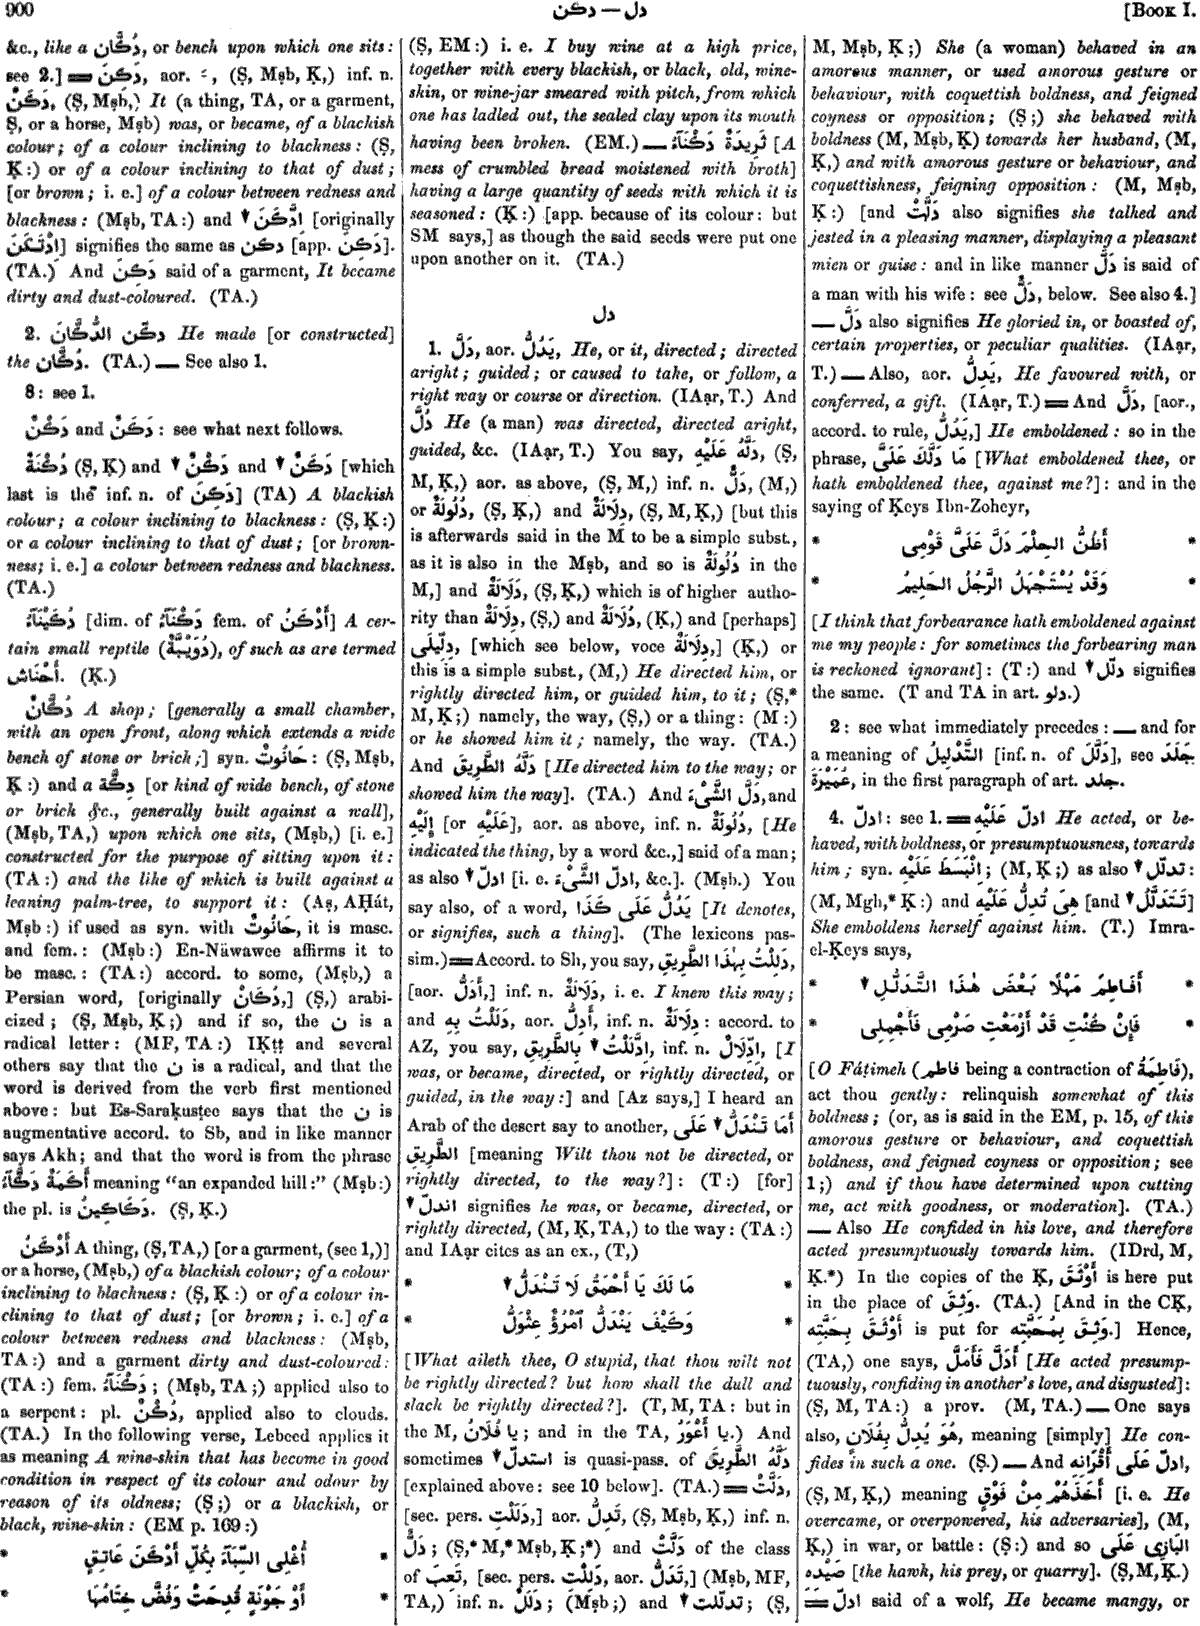 900
دل — دكن
[BOOK I.
&c., like a دُكَّان, or bench upon which one sits:
see 2.] ═ دَكِنَ, aor. ـَ, (Ṣ, Mṣb, Ḳ,) inf. n.
دَكَنٌ, (Ṣ, Mṣb,) It (a thing, TA, or a garment,
Ṣ, or a horse, Mṣb) was, or became, of a blackish
colour; of a colour inclining to blackness: (Ṣ,
Ḳ:) or of a colour inclining to that of dust;
[or brown; i. e.] of a colour between redness and
blackness: (Mṣb, TA:) and ▼ اِدَّكَنَ [originally
اِدْتَكَنَ] signifies the same as دكن [app. دَكِنَ].
(TA.) And دَكِنَ said of a garment, It became
dirty and dust-coloured. (TA.)
2. دكّن الدُّكَّانَ He made [or constructed]
the دُكَّان. (TA.) — See also 1.
8: see 1.
دَكْنٌ and دَكَنٌ: see what next follows.
دُكْنَةٌ (Ṣ, Ḳ) and ▼ دَكْنٌ and ▼ دَكَنٌ [which
last is the inf. n. of دَكِنَ] (TA) A blackish
colour; a colour inclining to blackness: (Ṣ, Ḳ:)
or a colour inclining to that of dust; [or brown-
ness; i. e.] a colour between redness and blackness.
(TA.)
دُكَيْنَآءُ [dim. of دَكْنَآءُ fem. of أَدْكَنُ] A cer-
tain small reptile (دُوَيْبَّةٌ), of such as are termed
أَحْنَاش. (Ḳ.)
دُكَّانٌ A shop; [generally a small chamber,
with an open front, along which extends a wide
bench of stone or brick;] syn. حَانُوتٌ: (Ṣ, Mṣb,
Ḳ:) and a دَكَّة [or kind of wide bench, of stone
or brick &c., generally built against a wall],
(Mṣb, TA,) upon which one sits, (Mṣb,) [i. e.]
constructed for the purpose of sitting upon it:
(TA:) and the like of which is built against a
leaning palm-tree, to support it: (Aṣ, AḤát,
Mṣb:) if used as syn. with حَانُوتٌ, it is masc.
and fem.: (Mṣb:) En-Náwawee affirms it to
be masc.: (TA:) accord. to some, (Mṣb,) a
Persian word, [originally دُكَانْ,] (Ṣ,) arabi-
cized; (Ṣ, Mṣb, Ḳ;) and if so, the ن is a
radical letter: (MF, TA:) IḲṭṭ and several
others say that the ن is a radical, and that the
word is derived from the verb first mentioned
above: but Es-Saraḳustee says that the ن is
augmentative accord. to Sb, and in like manner
says Akh; and that the word is from the phrase
أَكَمَةٌ دَكَّآءُ meaning "an expanded hill:" (Mṣb:)
the pl. is دَكَاكِينُ. (Ṣ, Ḳ.)
أَدْكَنُ A thing, (Ṣ, TA,) [or a garment, (see 1,)]
or a horse, (Mṣb,) of a blackish colour; of a colour
inclining to blackness: (Ṣ, Ḳ:) or of a colour in-
clining to that of dust; [or brown; i. e.] of a
colour between redness and blackness: (Mṣb,
TA:) and a garment dirty and dust-coloured:
(TA:) fem. دَكْنَآءُ; (Mṣb, TA;) applied also to
a serpent: pl. دُكْنٌ, applied also to clouds.
(TA.) In the following verse, Lebeed applies it
as meaning A wine-skin that has become in good
condition in respect of its colour and odour by
reason of its oldness; (Ṣ;) or a blackish, or
black, wine-skin: (EM p. 169:)
* أُغْلِى السِّبَآءَ بِكُلِّ أَدْكَنَ عَاتِقٍ *
* أَوْ جَوْنَةٍ قُدِحَتْ وَفُضَّ خِتَامُهَا *
(Ṣ, EM:) i. e. I buy wine at a high price,
together with every blackish, or black, old, wine-
skin, or wine-jar smeared with pitch, from which
one has ladled out, the sealed clay upon its mouth
having been broken. (EM.) — ثَرِيدَةٌ دَكْنَآءُ [A
mess of crumbled bread moistened with broth]
having a large quantity of seeds with which it is
seasoned: (Ḳ:) [app. because of its colour: but
SM says,] as though the said seeds were put one
upon another on it. (TA.)
دل
1. دَلَّ, aor. يَدُلُّ, He, or it, directed; directed
aright; guided; or caused to take, or follow, a
right way or course or direction. (IAạr, T.) And
دُلَّ He (a man) was directed, directed aright,
guided, &c. (IAạr, T.) You say, دَلَّهُ عَلَيْهِ, (Ṣ,
M, Ḳ,) aor. as above, (Ṣ, M,) inf. n. دَلٌّ, (M,)
or دُلُولَةٌ, (Ṣ, Ḳ,) and دِلَالَةٌ, (Ṣ, M, Ḳ,) [but this
is afterwards said in the M to be a simple subst.,
as it is also in the Mṣb, and so is دُلُولَةٌ in the
M,] and دَلَالَةٌ, (Ṣ, Ḳ,) which is of higher autho-
rity than دِلَالَةٌ, (Ṣ,) and دُلَالَةٌ, (Ḳ,) and [perhaps]
دِلِّيلَى, [which see below, voce دِلَالَةٌ,] (Ḳ,) or
this is a simple subst., (M,) He directed him, or
rightly directed him, or guided him, to it; (Ṣ,*
M, Ḳ;) namely, the way, (Ṣ,) or a thing: (M:)
or he showed him it; namely, the way. (TA.)
And دَلَّهُ الطَّرِيقَ [He directed him to the way; or
showed him the way]. (TA.) And دَلَّ الشَّىْءَ, and
إِلَيْهِ [or عَلَيْهِ], aor. as above, inf. n. دُلُولَةٌ, [He
indicated the thing, by a word &c.,] said of a man;
as also ▼ ادلّ [i. e. ادلّ الشَّىْءَ, &c.]. (Mṣb.) You
say also, of a word, يَدُلُّ عَلَى كَذَا [It denotes,
or signifies, such a thing]. (The lexicons pas-
sim.) ═ Accord. to Sh, you say, دَلِلْتُ بِهٰذَا الطَّرِيقِ,
[aor. أَدَلُّ,] inf. n. دَلَالَةٌ, i. e. I knew this way;
and دَلَلْتُ بِهِ, aor. أَدِلُّ, inf. n. دِلَالَةٌ: accord. to
AZ, you say, ▼ اِدَّلَلْتُ بِالطَّرِيقِ, inf. n. اِدِّلَالٌ, [I
was, or became, directed, or rightly directed, or
guided, in the way:] and [Az says,] I heard an
Arab of the desert say to another, ▼ أَمَا تَنْدَلُّ عَلَى
الطَّرِيقِ [meaning Wilt thou not be directed, or
rightly directed, to the way?]: (T:) [for]
▼ اندلّ signifies he was, or became, directed, or
rightly directed, (M, Ḳ, TA,) to the way: (TA:)
and IAạr cites as an ex., (T,)
* مَا لَكَ يَا أَحْمَقُ لَا تَنْدَلُّ ▼ *
* وَكَيْفَ يَنْدَلُّ ٱمْرُؤٌ عِثْوَلُّ *
[What aileth thee, O stupid, that thou wilt not
be rightly directed? but how shall the dull and
slack be rightly directed?]. (T, M, TA: but in
the M, يا فُلَانُ; and in the TA, يا أَعْوَرُ.) And
sometimes ▼ استدلّ is quasi-pass. of دَلَّهُ الطَّرِيقَ
[explained above: see 10 below]. (TA.) ═ دَلَّتْ,
[sec. pers. دَلَلْتِ,] aor. تَدِلُّ, (Ṣ, Mṣb, Ḳ,) inf. n.
دَلٌّ; (Ṣ,* M,* Mṣb, Ḳ;*) and دَلَّتْ of the class
of تَعِبَ, [sec. pers. دَلِلْتِ, aor. تَدَلُّ,] (Mṣb, MF,
TA,) inf. n. دَلَلٌ; (Mṣb;) and ▼ تدلّلت; (Ṣ,
M, Mṣb, Ḳ;) She (a woman) behaved in an
amorous manner, or used amorous gesture or
behaviour, with coquettish boldness, and feigned
coyness or opposition; (Ṣ;) she behaved with
boldness (M, Mṣb, Ḳ) towards her husband, (M,
Ḳ,) and with amorous gesture or behaviour, and
coquettishness, feigning opposition: (M, Mṣb,
Ḳ:) [and دَلَّتْ also signifies she talked and
jested in a pleasing manner, displaying a pleasant
mien or guise: and in like manner دَلَّ is said of
a man with his wife: see دَلٌّ, below. See also 4.]
— دَلَّ also signifies He gloried in, or boasted of,
certain properties, or peculiar qualities. (IAạr,
T.) — Also, aor. يَدِلُّ, He favoured with, or
conferred, a gift. (IAạr, T.) ═ And دَلَّ, [aor.,
accord. to rule, يَدُلُّ,] He emboldened: so in the
phrase, مَا دَلَّكَ عَلَىَّ [What emboldened thee, or
hath emboldened thee, against me?]: and in the
saying of Ḳeys Ibn-Zoheyr,
* أَظُنُّ الحِلْمَ دَلَّ عَلَىَّ قَوْمِى *
* وَقَدْ يُسْتَجْهَلُ الرَّجُلُ الحَلِيمُ *
[I think that forbearance hath emboldened against
me my people: for sometimes the forbearing man
is reckoned ignorant]: (T:) and ▼ دلّل signifies
the same. (T and TA in art. دلو.)
2: see what immediately precedes: — and for
a meaning of التَّدْلِيلُ [inf. n. of دَلَّلَ], see جَلَدَ
عُمَيْرَةَ, in the first paragraph of art. جلد.
4. ادلّ: see 1. ═ ادلّ عَلَيْهِ He acted, or be-
haved, with boldness, or presumptuousness, towards
him; syn. اِنْبَسَطَ عَلَيْهِ; (M, Ḳ;) as also ▼ تدلّل:
(M, Mgh,* Ḳ:) and هِىَ تُدِلُّ عَلَيْهِ [and ▼ تَتَدَلَّلُ]
She emboldens herself against him. (T.) Imra-
el-Ḳeys says,
* أَفَاطِمَ مَهْلًا بَعْضَ هٰذَا التَّدَلُّلِ ▼ *
* فَإِنْ كُنْتِ قَدْ أَزْمَعْتِ صَرْمِى فَأَجْمِلِى *
[O Fáṭimeh (فاطم being a contraction of فَاطِمَةُ),
act thou gently: relinquish somewhat of this
boldness; (or, as is said in the EM, p. 15, of this
amorous gesture or behaviour, and coquettish
boldness, and feigned coyness or opposition; see
1;) and if thou have determined upon cutting
me, act with goodness, or moderation]. (TA.)
— Also He confided in his love, and therefore
acted presumptuously towards him. (IDrd, M,
Ḳ.*) In the copies of the Ḳ, أَوْثَقَ is here put
in the place of وَثِقَ. (TA.) [And in the CḲ,
أَوْثَقَ بِحَبَّتِه is put for وَثِقَ بِمَحَبَّتِه.] Hence,
(TA,) one says, أَدَلَّ فَأَمَلَّ [He acted presump-
tuously, confiding in another's love, and disgusted]:
(Ṣ, M, TA:) a prov. (M, TA.) — One says
also, هُوَ يُدِلُّ بِفُلَانٍ, meaning [simply] He con-
fides in such a one. (Ṣ.) — And ادلّ عَلَى أَقْرَانِهِ,
(Ṣ, M, Ḳ,) meaning أَخَذَهُمْ مِنْ فَوْقٍ [i. e. He
overcame, or overpowered, his adversaries], (M,
Ḳ,) in war, or battle: (Ṣ:) and so البَازِى عَلَى
صَيْدِهِ [the hawk, his prey, or quarry]. (Ṣ, M, Ḳ.)
═ ادلّ said of a wolf, He became mangy, or